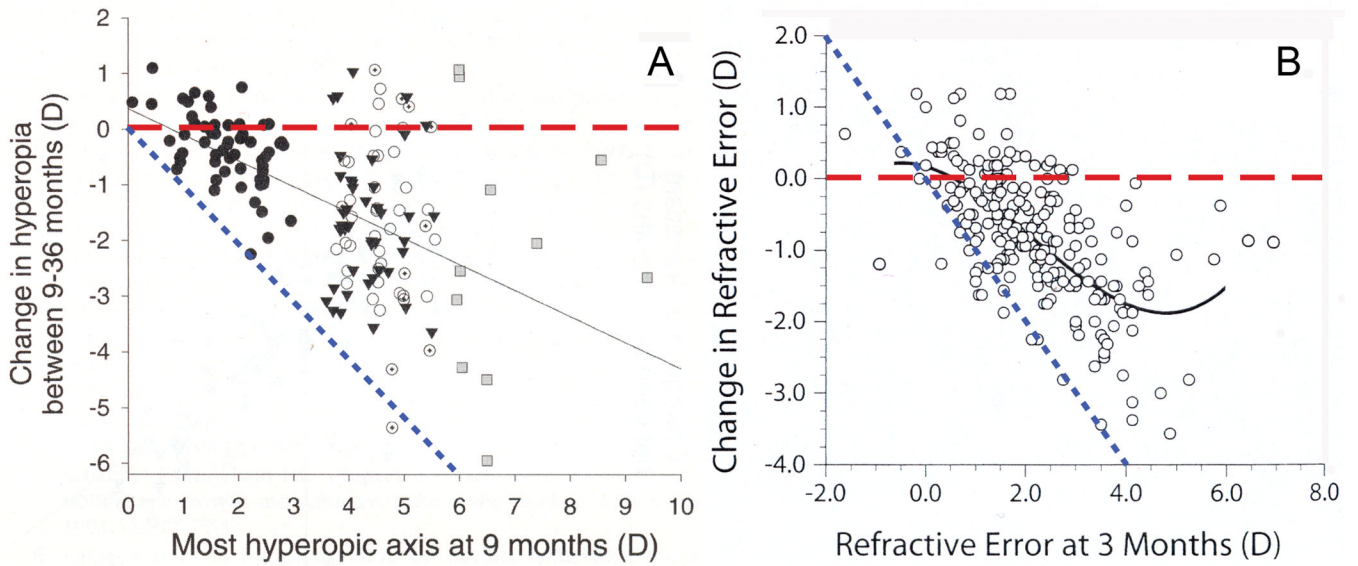 A
Change in hyperopia
between 9-36 months (D)
2
1
0
-1
-2
-3
-4
-5
-6
0 1 2 3 4 5 6 7 8 9 10
Most hyperopic axis at 9 months (D)
B
Change in Refractive Error (D)
2.0
1.0
0.0
-1.0
-2.0
-3.0
-4.0
-2.0 0.0 2.0 4.0 6.0 8.0
Refractive Error at 3 Months (D)